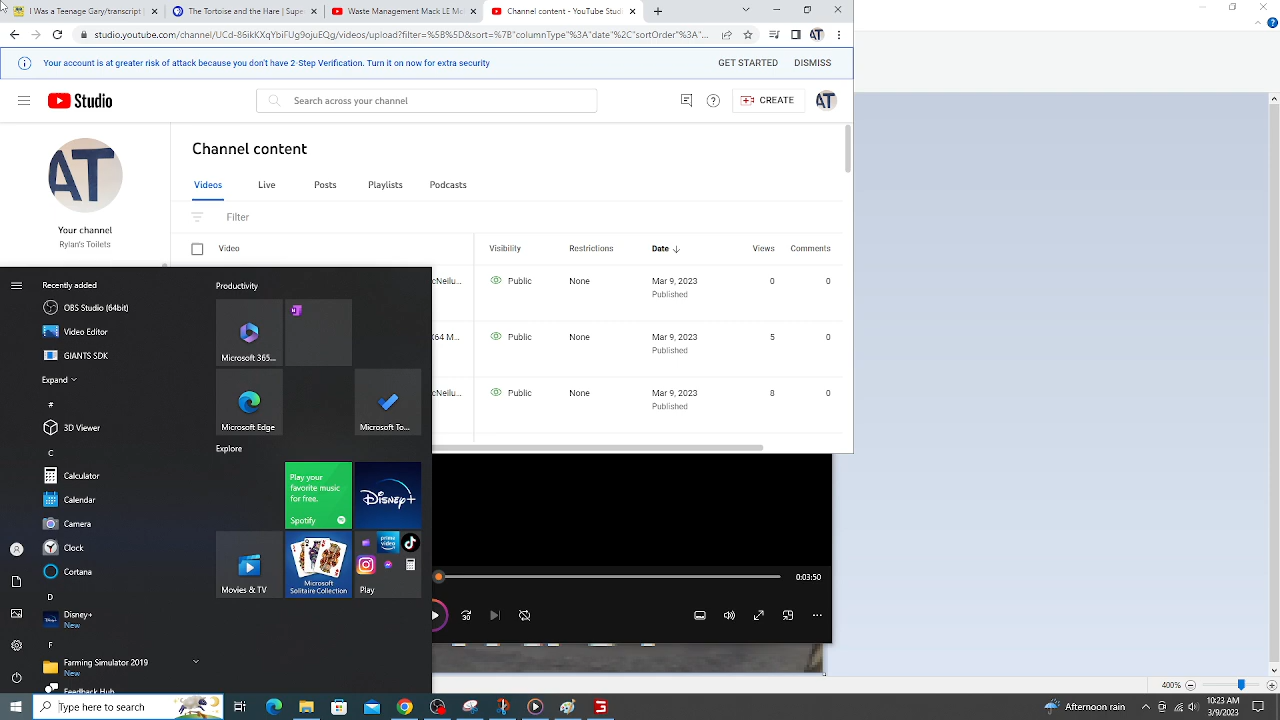 I Was a Teenage Gary/transcript |
The Tortoise and the Hare | Super
Waste Management Mack LE Mc
Channel content - YouTube Studi
studio.youtube.com/channel/UCd-86ikKXqYbiFUg9ojuEQg/videos/upload?filter=%5B%5D&sort=%7B"columnType"%3A"date"%2C"sortOrder"%3A"...
Your account is at greater risk of attack because you don't have 2-Step Verification. Turn it on now for extra security
GET STARTED
DISMISS
Studio
Search across your channel
CREATE
AT
AT
Your channel
Rylan's Toilets
Channel content
Videos
Live
Posts
Playlists
Podcasts
Filter
Video
Visibility
Restrictions
Date
Views
Comments
cNeilu...
Public
None
Mar 9, 2023
0
0
Published
X64 M...
Public
None
Mar 9, 2023
5
0
Published
cNeilu...
Public
None
Mar 9, 2023
8
0
Published
Recently added
OBS Studio (64bit)
Video Editor
GIANTS SDK
Expand
#
3D Viewer
C
Calculator
Calendar
Camera
Clock
Cortana
D
Disney+
New
F
Farming Simulator 2019
New
Feedback Hub
Productivity
Microsoft 365...
Microsoft Edge
Microsoft To...
Explore
Play your
favorite music
for free.
Spotify
Disney+
Movies & TV
Microsoft
Solitaire Collection
prime video
Play
0:03:50
30
400%
Type here to search
Afternoon rain
10:23 AM
3/9/2023